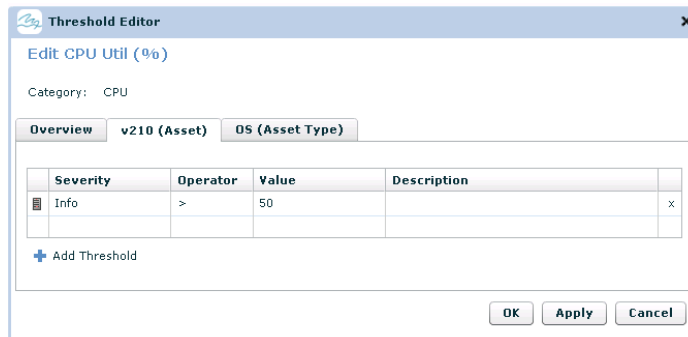 Threshold Editor x
Edit CPU Util (%)
Category: CPU
Overview v210 (Asset) OS (Asset Type)
Severity Operator Value Description
Info > 50 x
Add Threshold
OK Apply Cancel